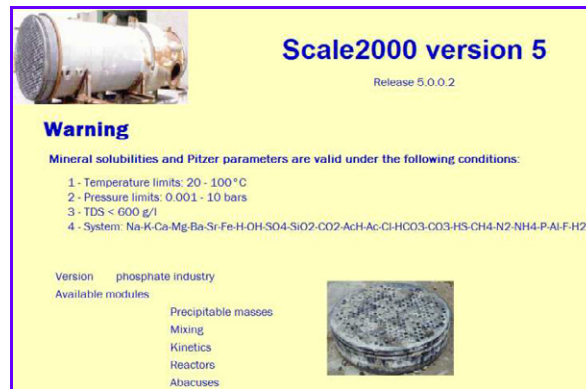 Scale2000 version 5
Release 5.0.0.2
Warning
Mineral solubilities and Pitzer parameters are valid under the following conditions:
1 - Temperature limits: 20 - 100°C
2 - Pressure limits: 0.001 - 10 bars
3 - TDS < 600 g/l
4 - System: Na-K-Ca-Mg-Ba-Sr-Fe-H-OH-SO4-SiO2-CO2-AcH-Ac-Cl-HCO3-CO3-HS-CH4-N2-NH4-P-Al-F-H2
Version phosphate industry
Available modules
Precipitable masses
Mixing
Kinetics
Reactors
Abacuses